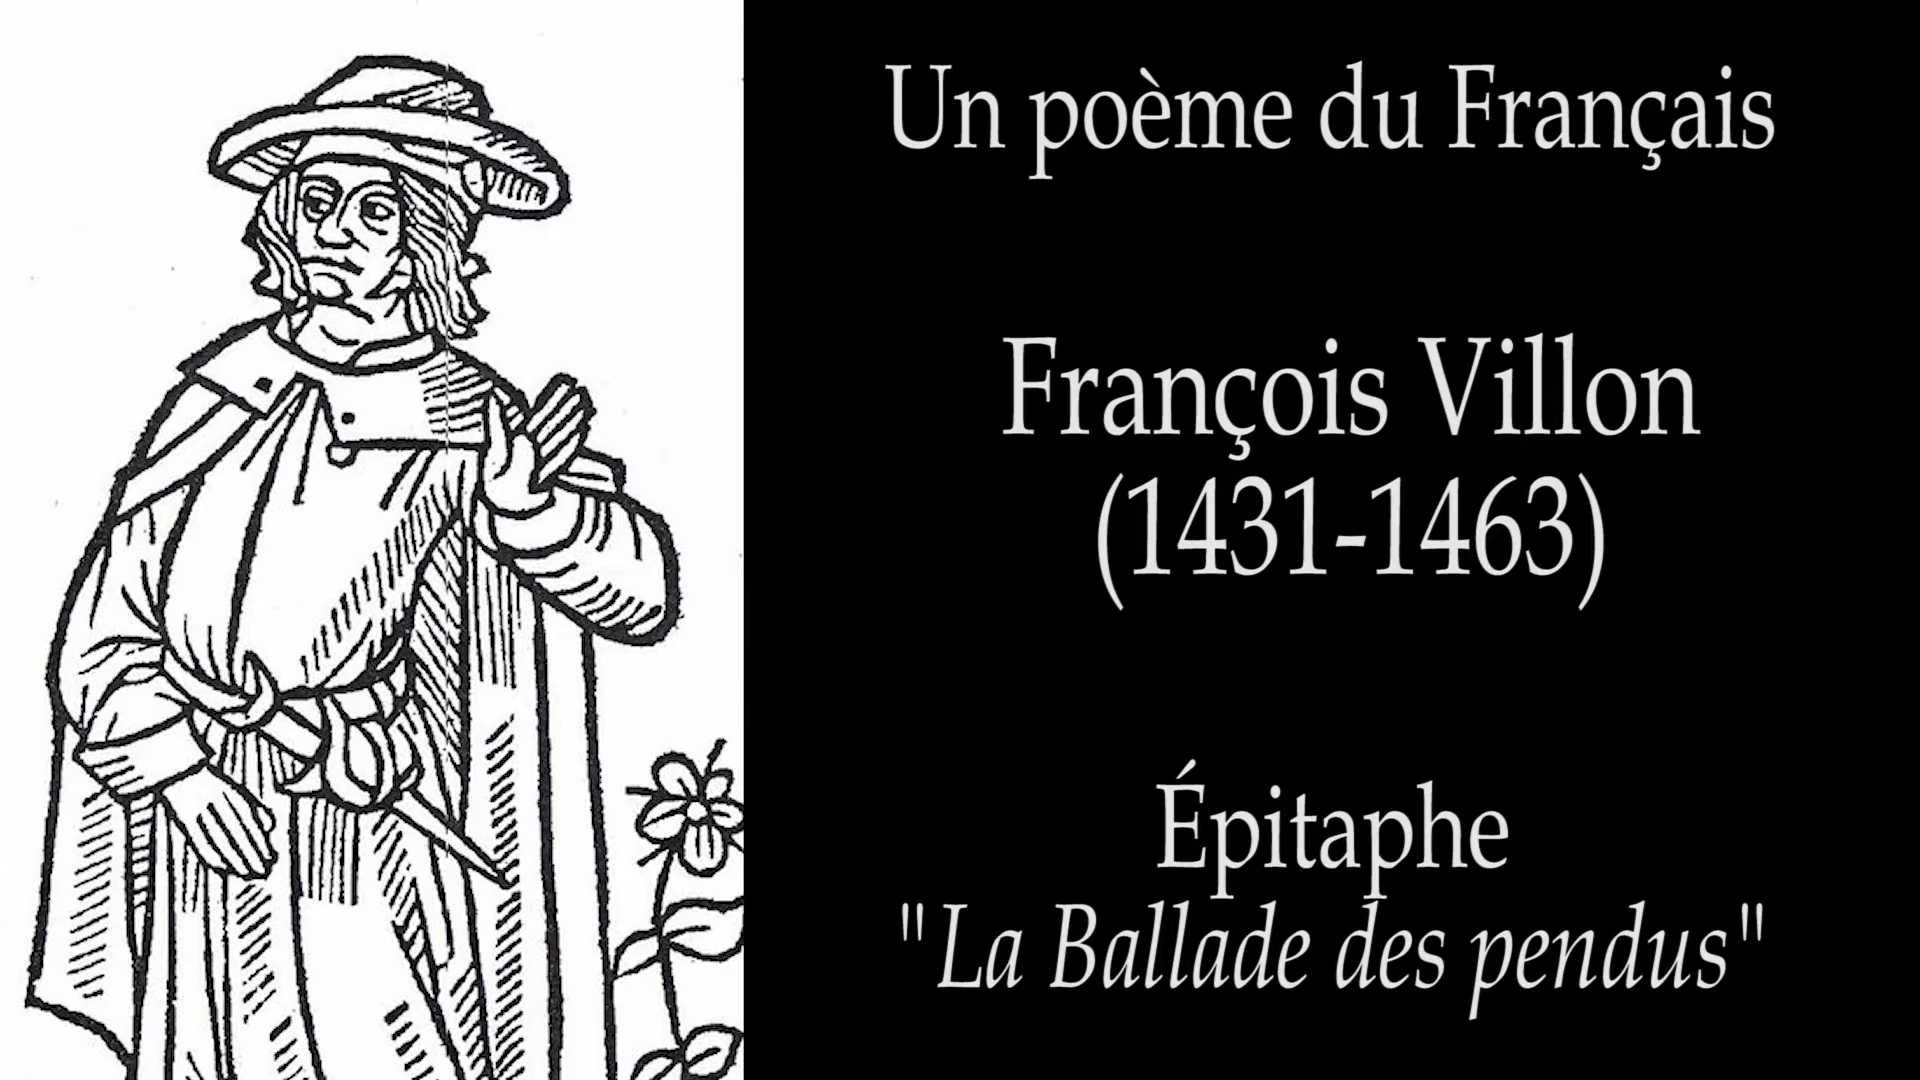 Un poème du Français
François Villon
(1431-1463)
Épitaphe
"La Ballade des pendus"